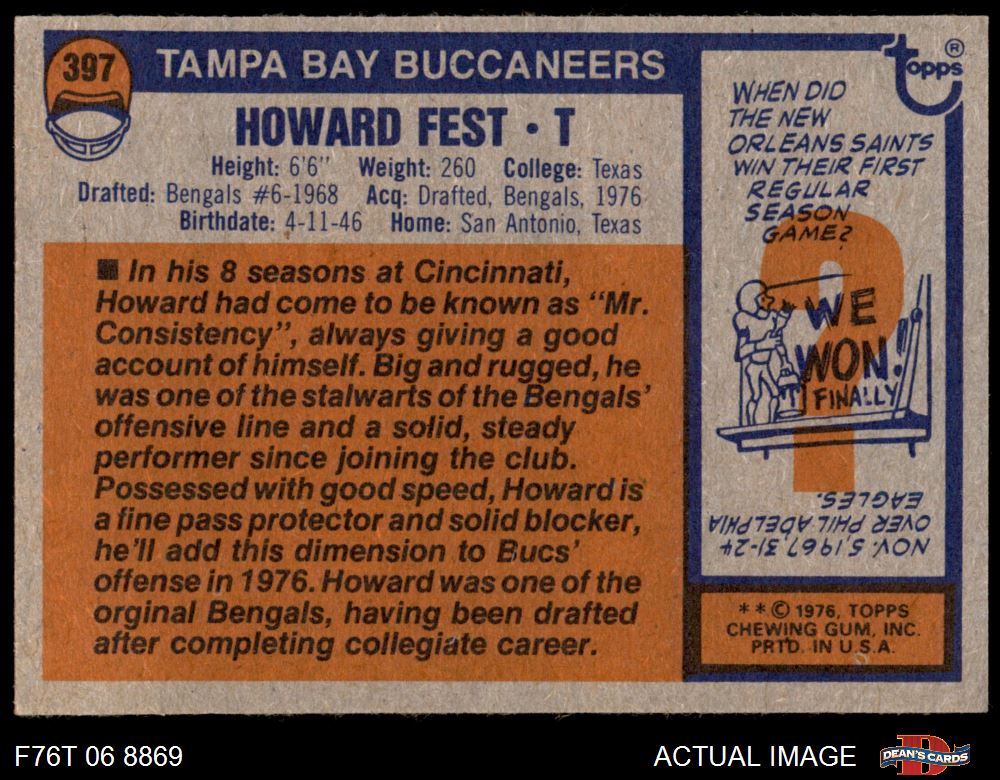 397
TAMPA BAY BUCCANEERS
HOWARD FEST • T
Height: 6'6" Weight: 260 College: Texas
Drafted: Bengals #6-1968 Acq: Drafted, Bengals, 1976
Birthdate: 4-11-46 Home: San Antonio, Texas
■ In his 8 seasons at Cincinnati,
Howard had come to be known as "Mr.
Consistency", always giving a good
account of himself. Big and rugged, he
was one of the stalwarts of the Bengals'
offensive line and a solid, steady
performer since joining the club.
Possessed with good speed, Howard is
a fine pass protector and solid blocker,
he'll add this dimension to Bucs'
offense in 1976. Howard was one of the
orginal Bengals, having been drafted
after completing collegiate career.
topps ®
WHEN DID
THE NEW
ORLEANS SAINTS
WIN THEIR FIRST
REGULAR
SEASON
GAME?
?
WE
WON!
FINALLY
NOV. 5, 1967, 31-24
OVER PHILADELPHIA
EAGLES.
* * © 1976, TOPPS
CHEWING GUM, INC.
PRTD. IN U.S.A.
F76T 06 8869
ACTUAL IMAGE
D
DEAN'S CARDS